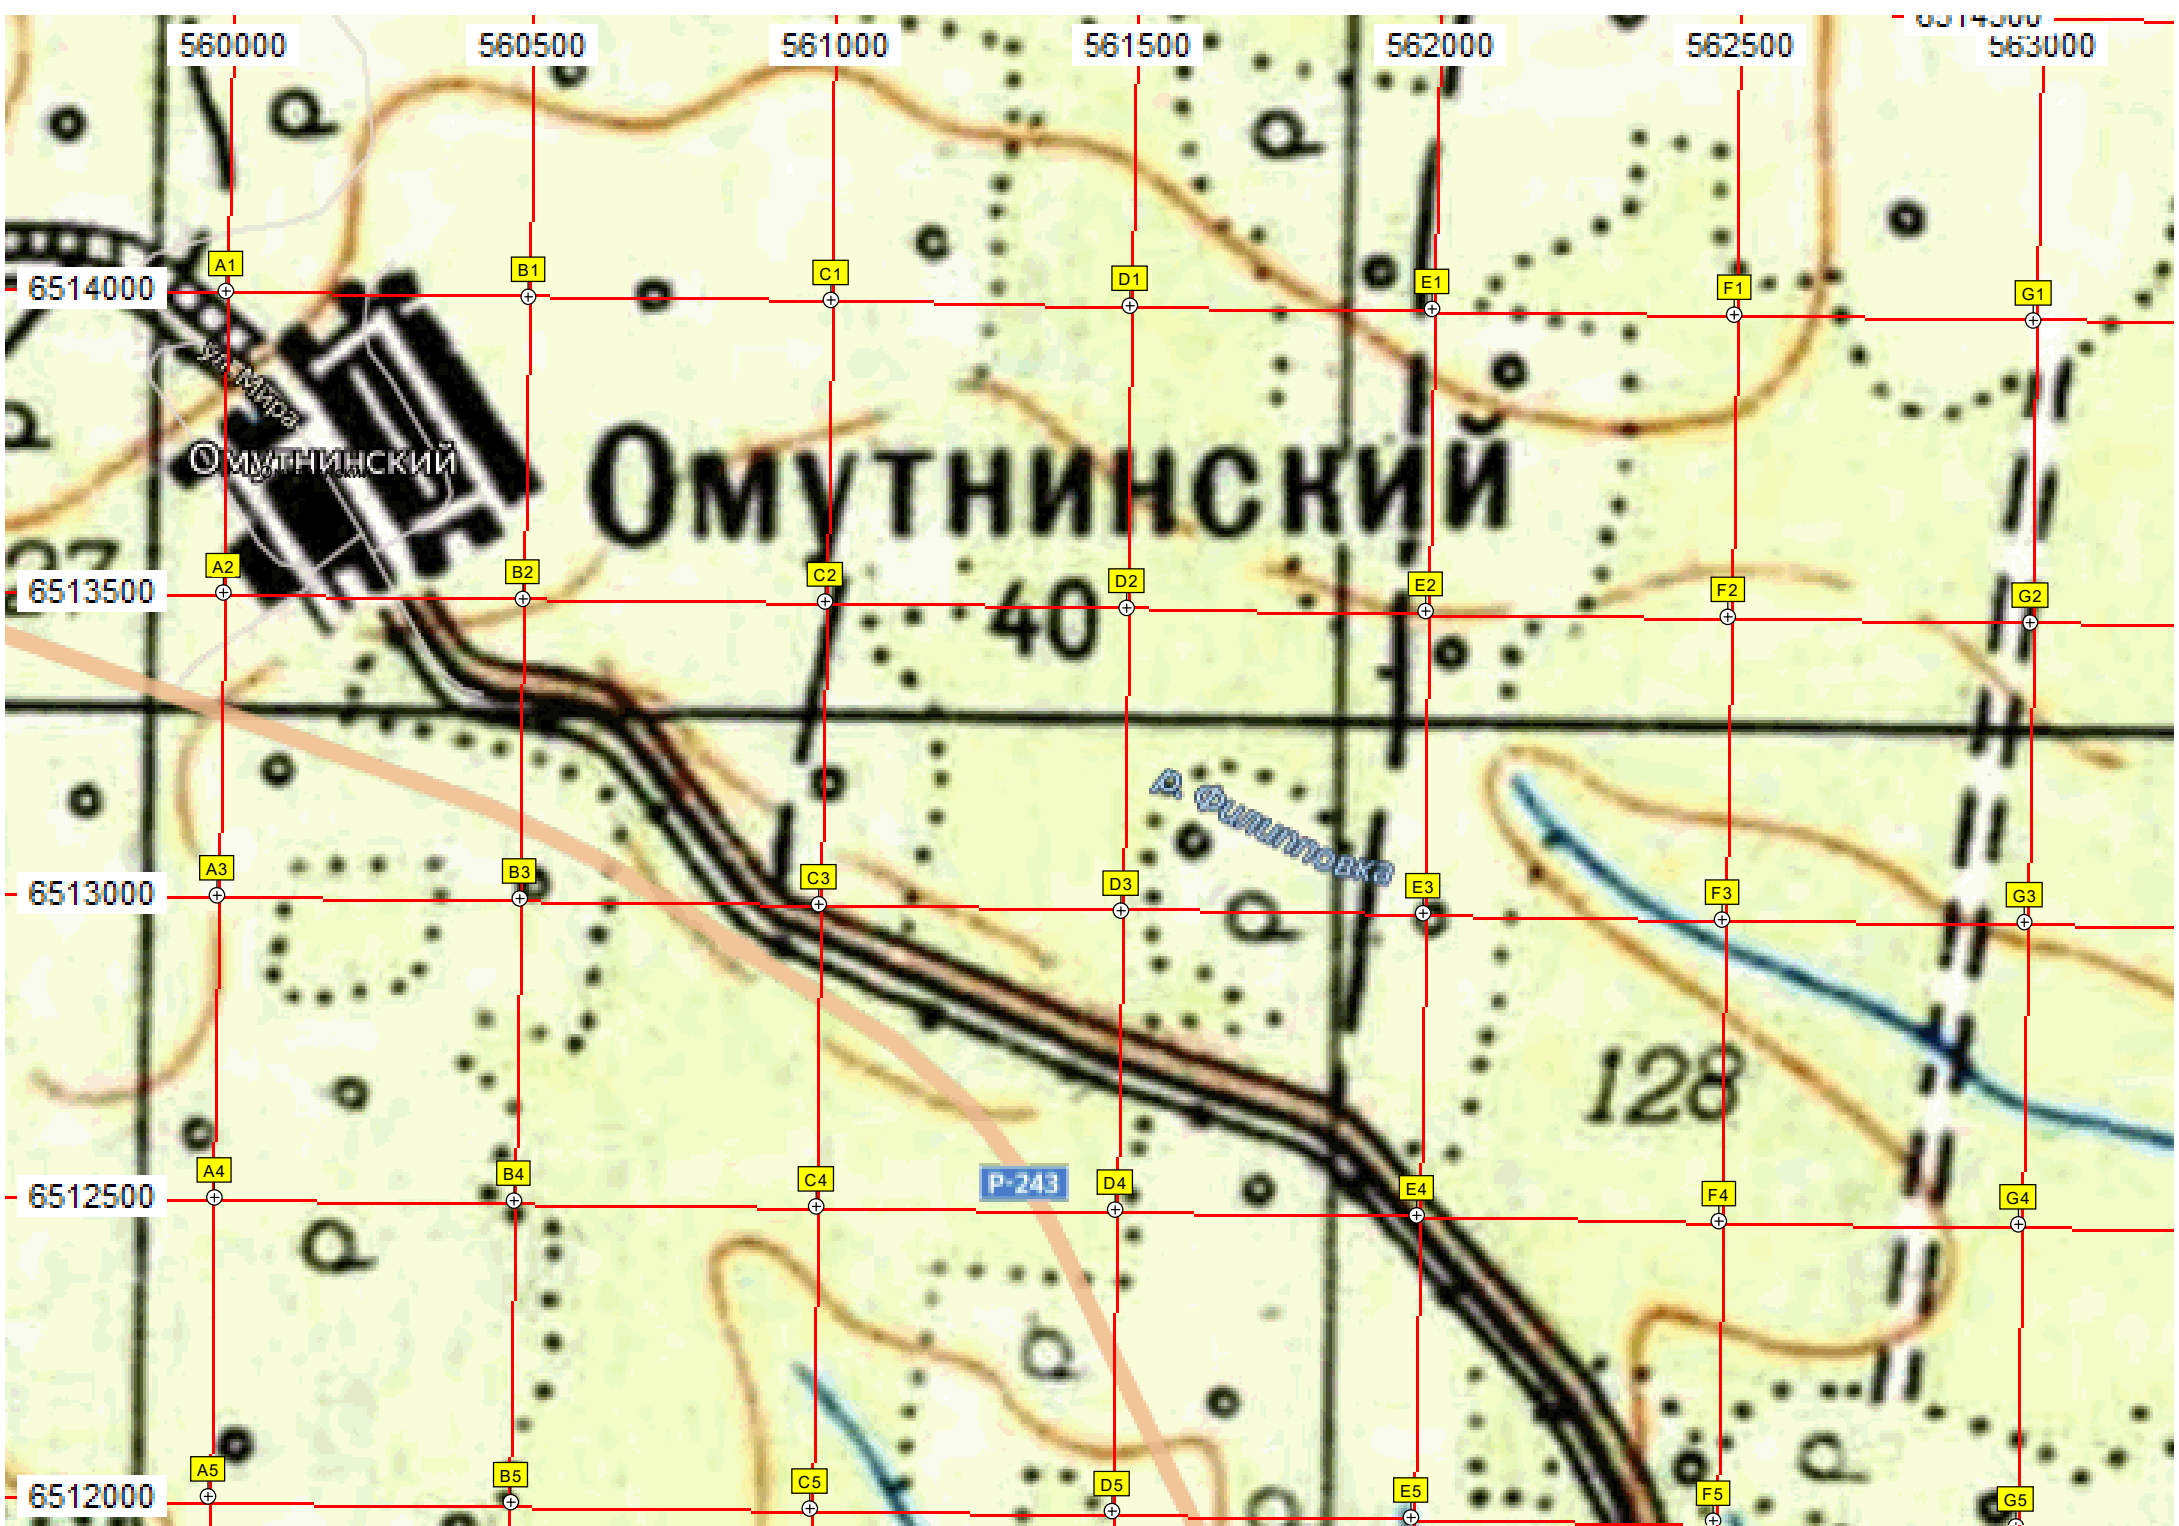 6514500
560000 560500 561000 561500 562000 562500 563000
A1 B1 C1 D1 E1 F1 G1
6514000
ул. Мира
Омутнинский
Омутнинский
27
A2 B2 C2 D2 E2 F2 G2
6513500
40
р. Филипповка
A3 B3 C3 D3 E3 F3 G3
6513000
128
A4 B4 C4 D4 E4 F4 G4
6512500
Р-243
A5 B5 C5 D5 E5 F5 G5
6512000